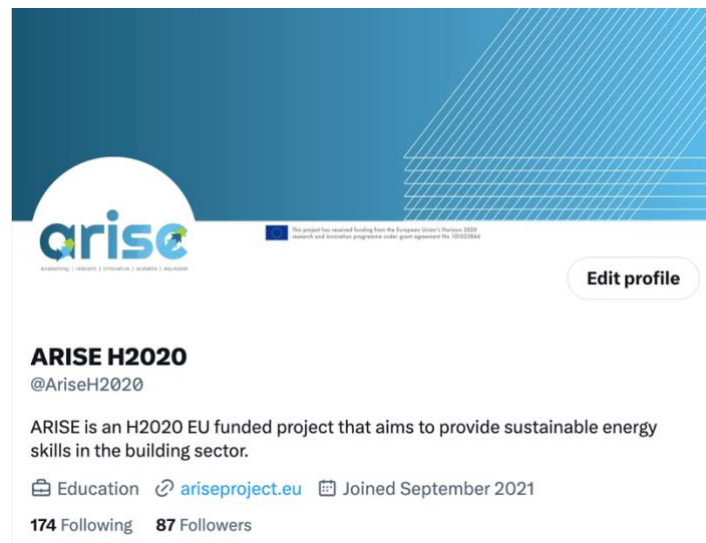 arise
awakening | relevant | innovative | scalable | equitable
This project has received funding from the European Union's Horizon 2020
research and innovation programme under grant agreement No
Edit profile
ARISE H2020
@AriseH2020
ARISE is an H2020 EU funded project that aims to provide sustainable energy
skills in the building sector.
Education ariseproject.eu Joined September 2021
174 Following 87 Followers